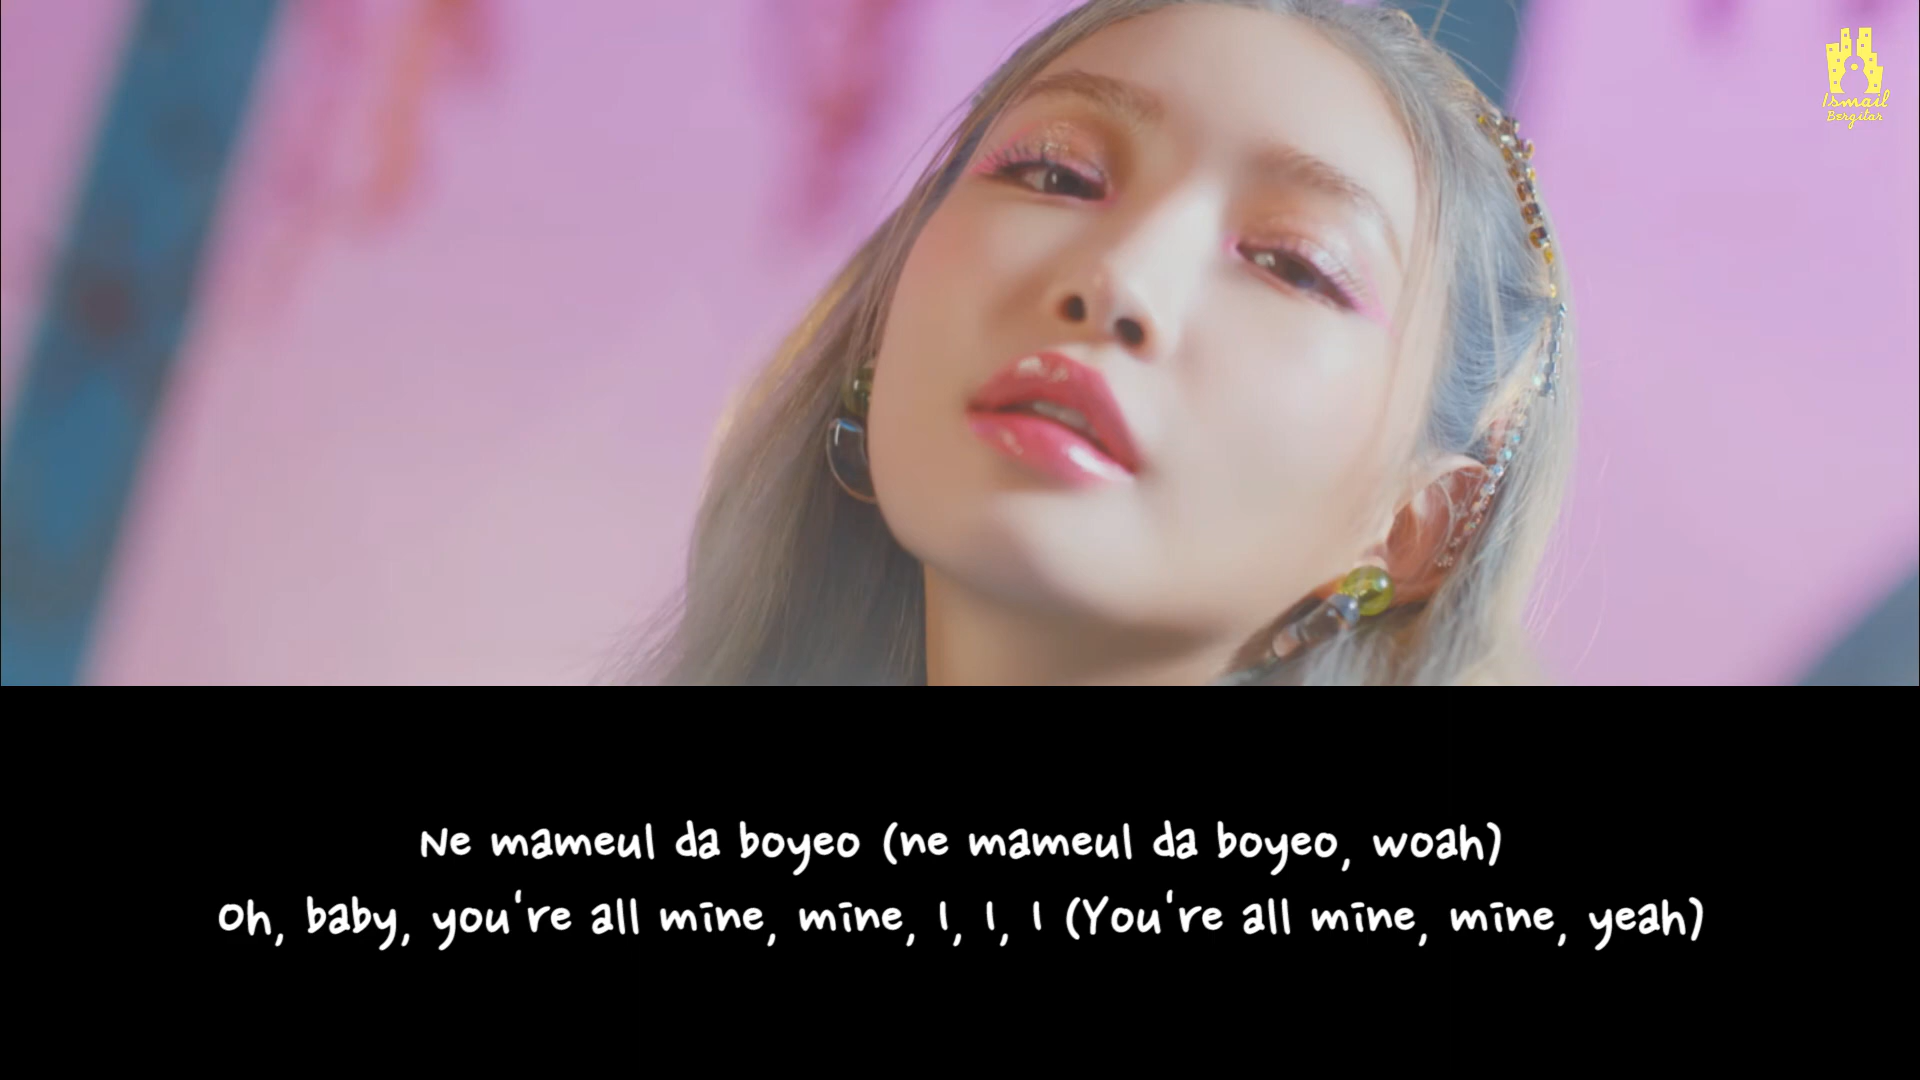 Ismail
Bergitar
Ne mameul da boyeo (ne mameul da boyeo, woah)
Oh, baby, you're all mine, mine, I, I, I (You're all mine, mine, yeah)